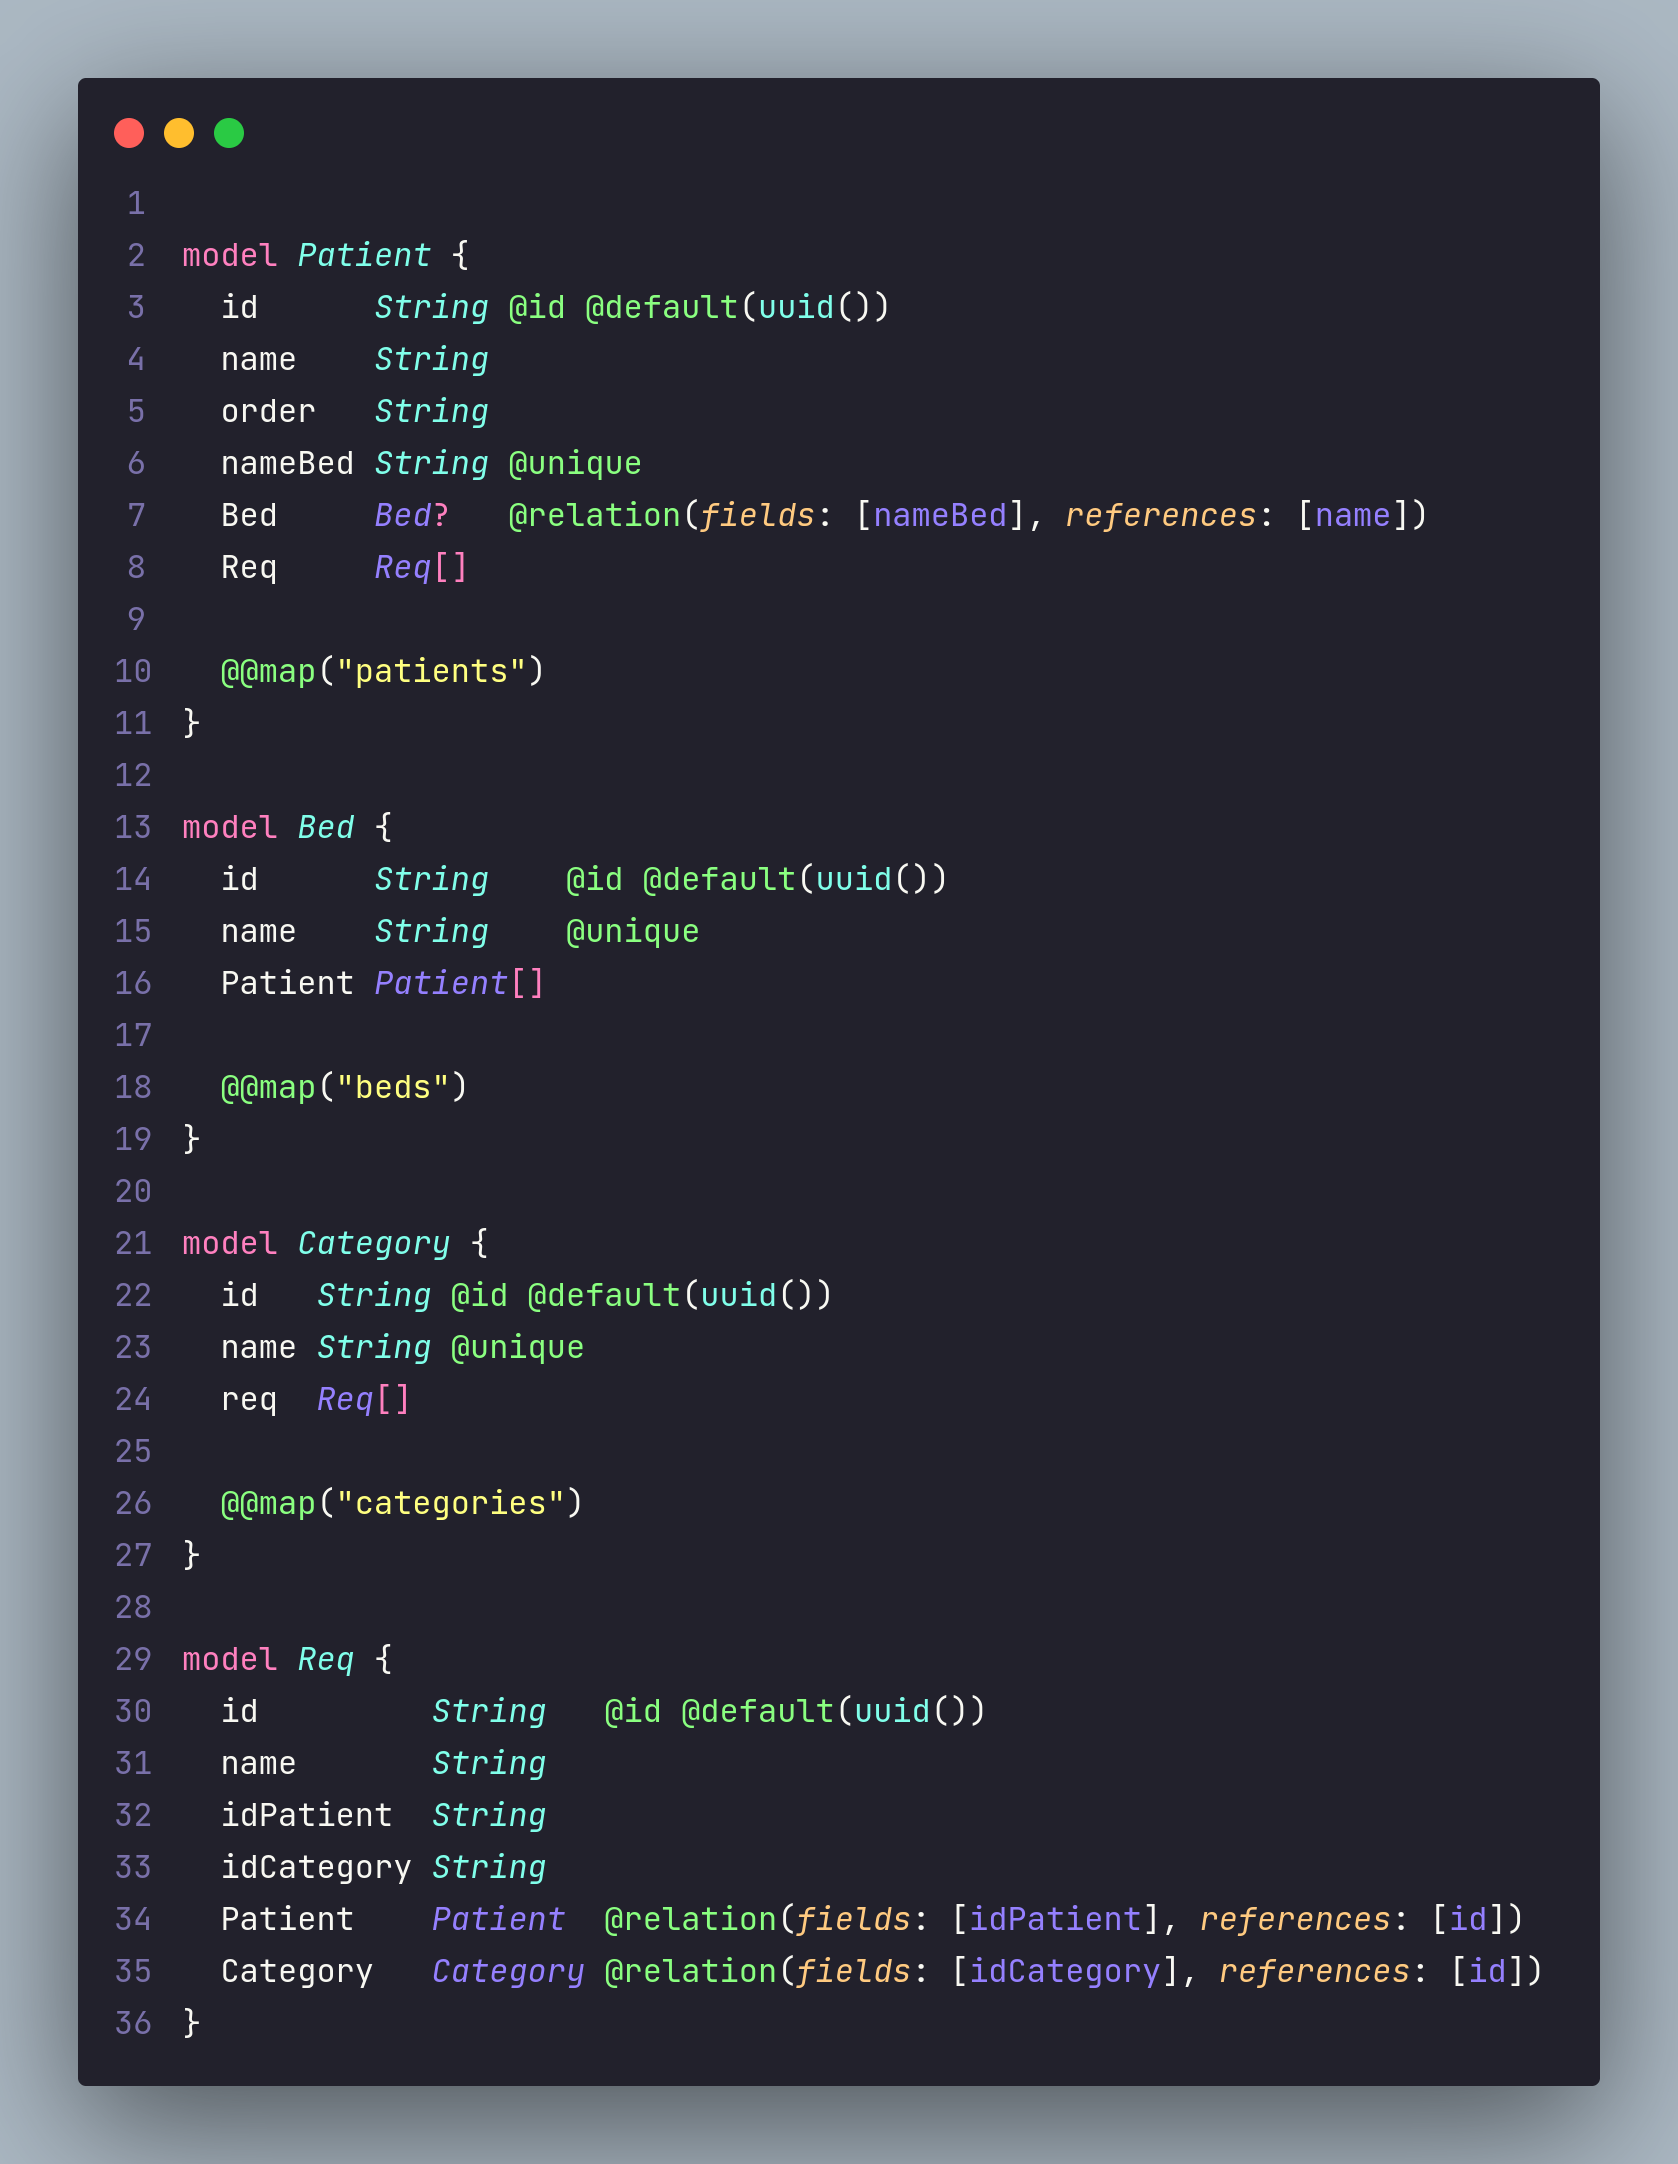 1
2 model Patient {
3   id      String @id @default(uuid())
4   name    String
5   order   String
6   nameBed String @unique
7   Bed     Bed?   @relation(fields: [nameBed], references: [name])
8   Req     Req[]
9
10   @@map("patients")
11 }
12
13 model Bed {
14   id      String    @id @default(uuid())
15   name    String    @unique
16   Patient Patient[]
17
18   @@map("beds")
19 }
20
21 model Category {
22   id   String @id @default(uuid())
23   name String @unique
24   req  Req[]
25
26   @@map("categories")
27 }
28
29 model Req {
30   id         String   @id @default(uuid())
31   name       String
32   idPatient  String
33   idCategory String
34   Patient    Patient  @relation(fields: [idPatient], references: [id])
35   Category   Category @relation(fields: [idCategory], references: [id])
36 }